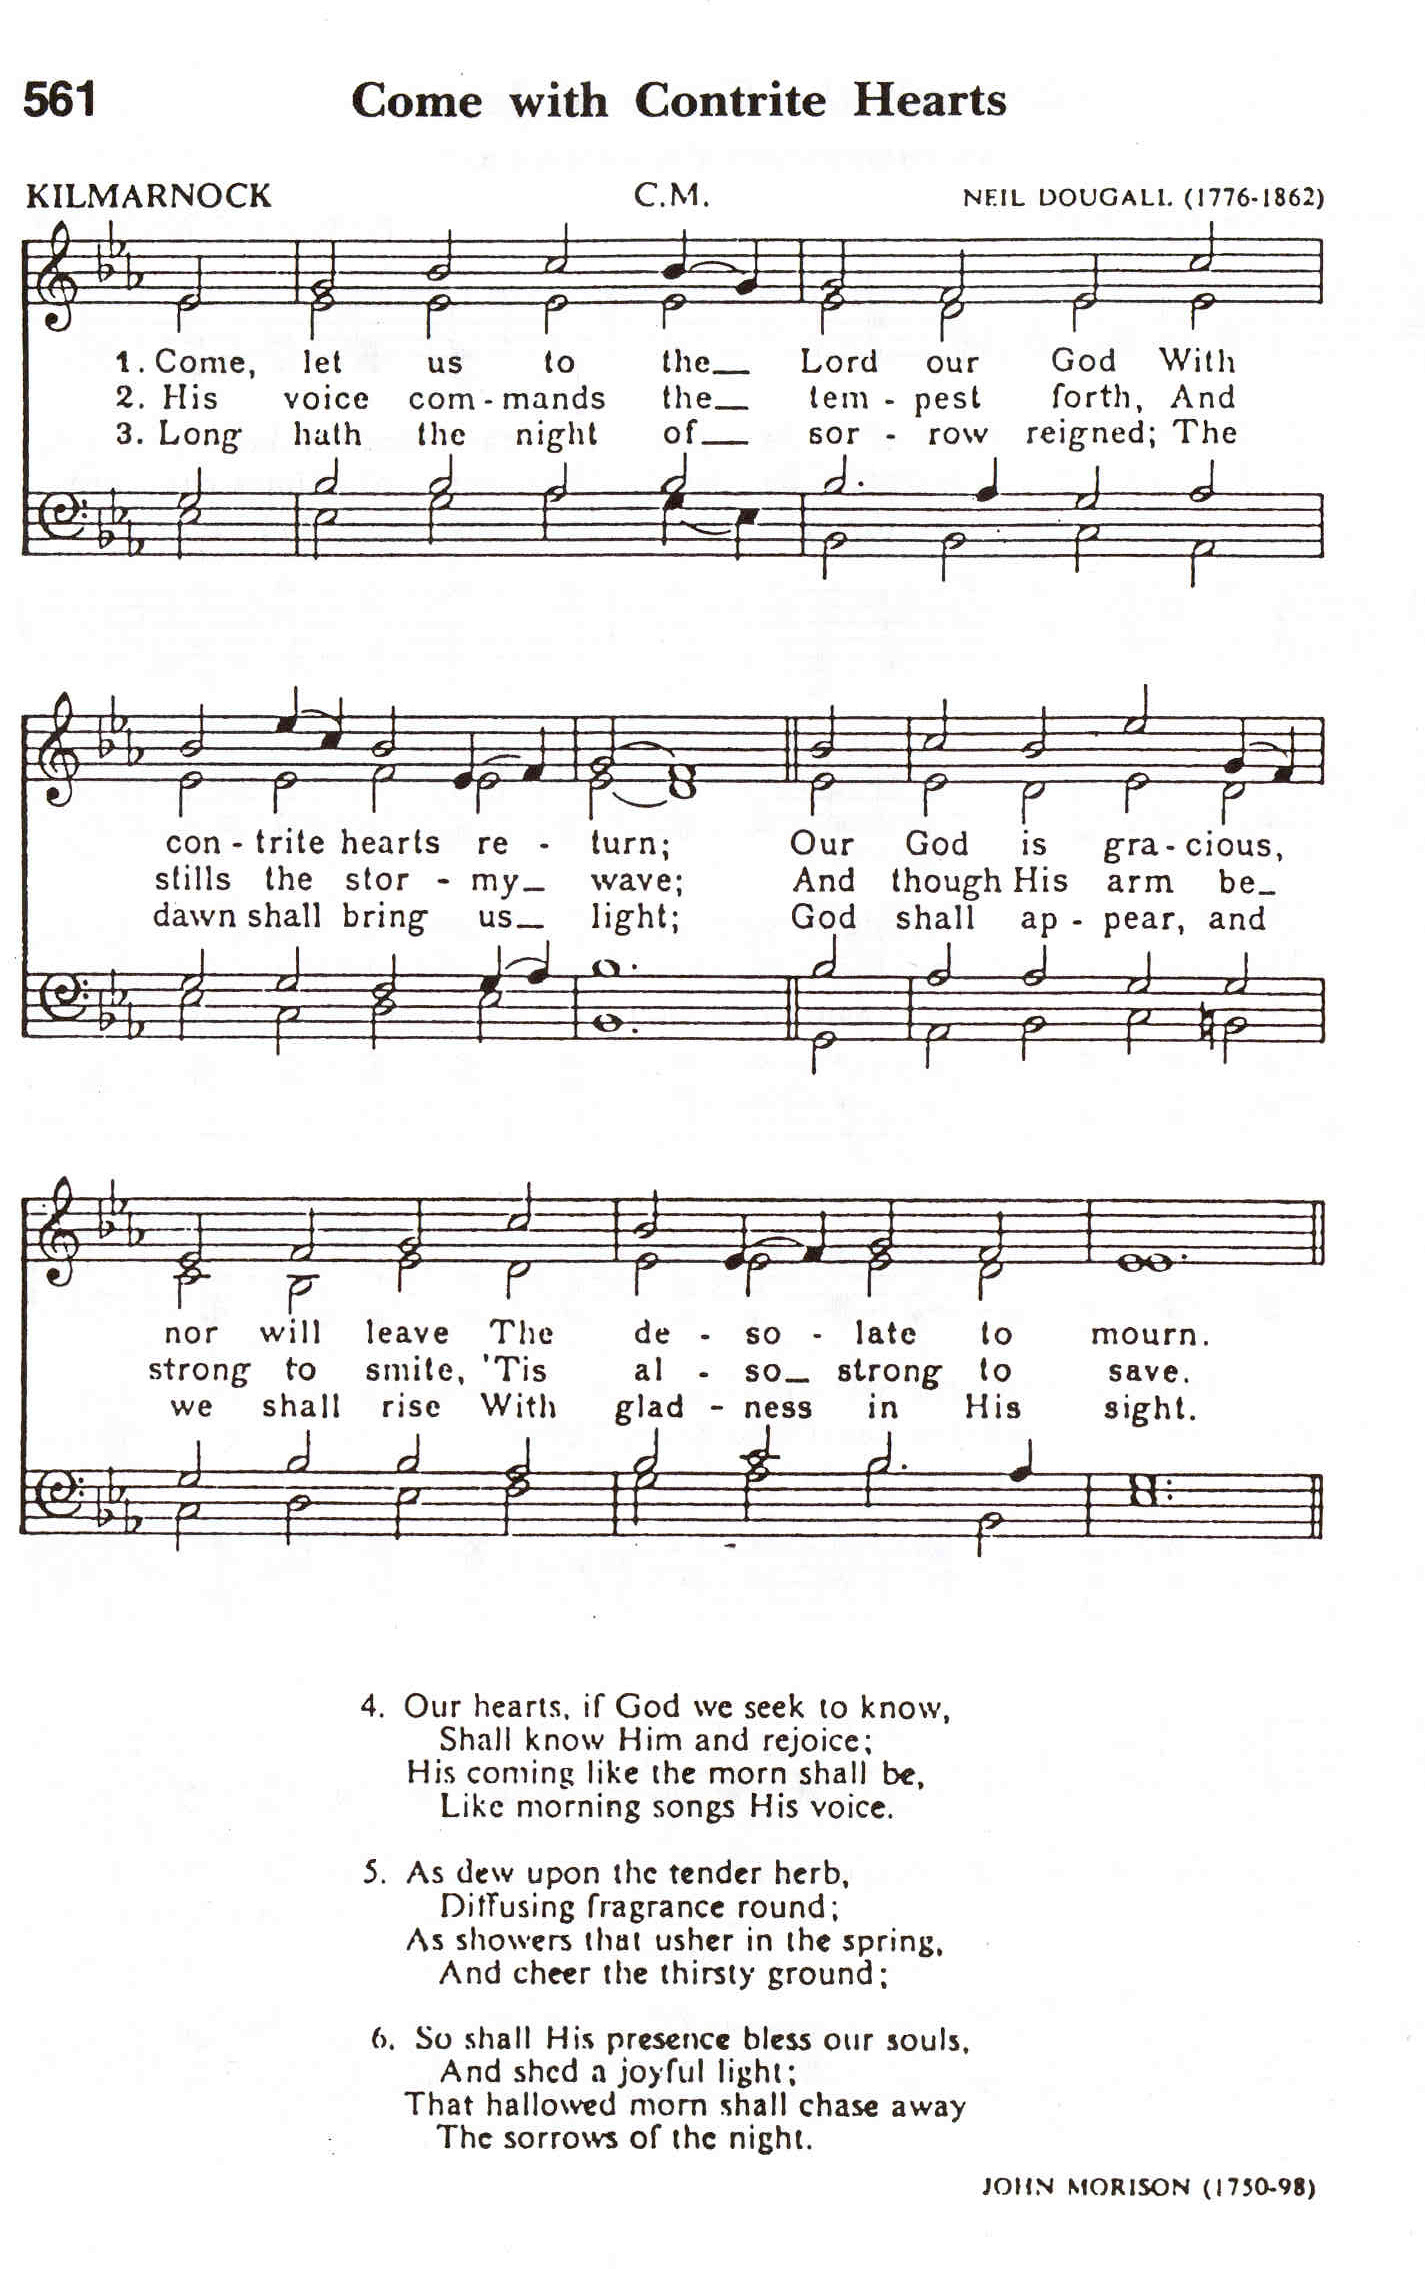 561 Come with Contrite Hearts
KILMARNOCK C.M. NEIL DOUGALL (1776-1862)
1. Come, let us to the_ Lord our God With
2. His voice com - mands the_ tem - pest forth, And
3. Long hath the night of_ sor - row reigned; The
con - trite hearts re - turn; Our God is gra - cious,
stills the stor - my_ wave; And though His arm be_
dawn shall bring us_ light; God shall ap - pear, and
nor will leave The de - so - late to mourn.
strong to smite, 'Tis al - so_ strong to save.
we shall rise With glad - ness in His sight.
4. Our hearts, if God we seek to know,
Shall know Him and rejoice;
His coming like the morn shall be,
Like morning songs His voice.
5. As dew upon the tender herb,
Diffusing fragrance round;
As showers that usher in the spring,
And cheer the thirsty ground;
6. So shall His presence bless our souls,
And shed a joyful light;
That hallowed morn shall chase away
The sorrows of the night.
JOHN MORISON (1750-98)